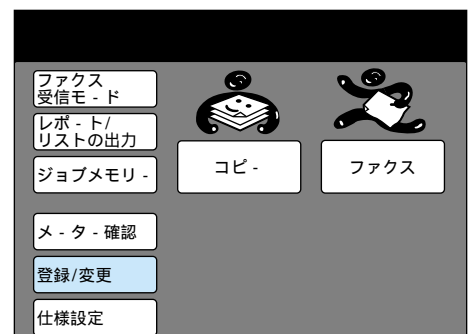 ファクス
受信モ - ド
レポ - ト/
リストの出力
ジョブメモリ -
コピ -
ファクス
メ - タ - 確認
登録/変更
仕様設定